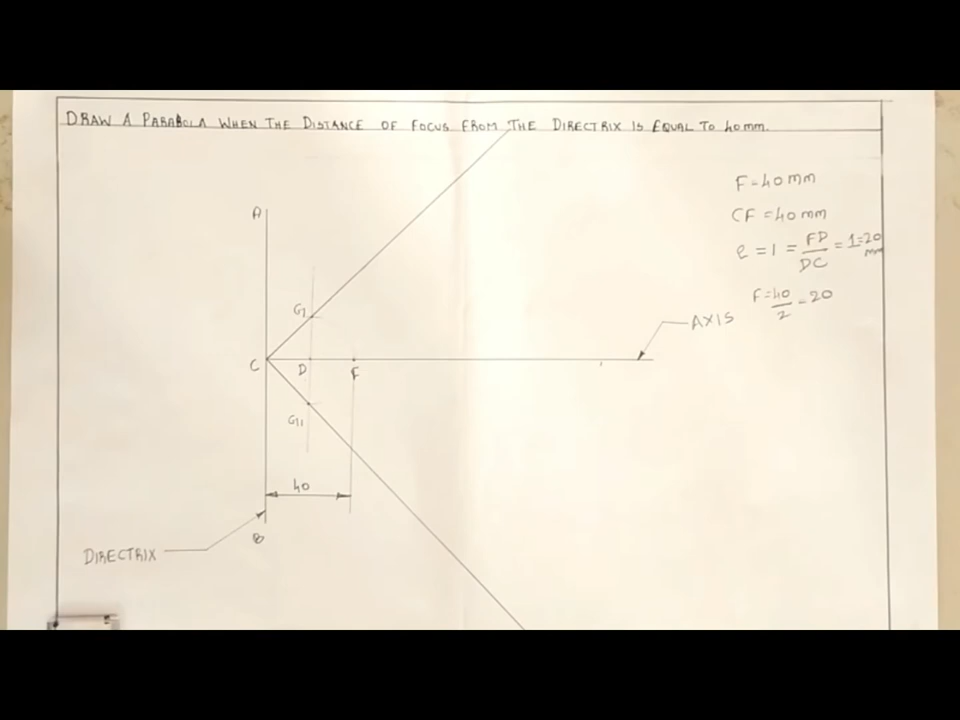 DRAW A PARABOLA WHEN THE DISTANCE OF FOCUS FROM THE DIRECTRIX IS EQUAL TO 40mm.
F=40mm
CF=40mm
e = 1 = FD/DC = 1=20 mm
F=40/2=20
A
G1
AXIS
C
D
F
G11
40
B
DIRECTRIX